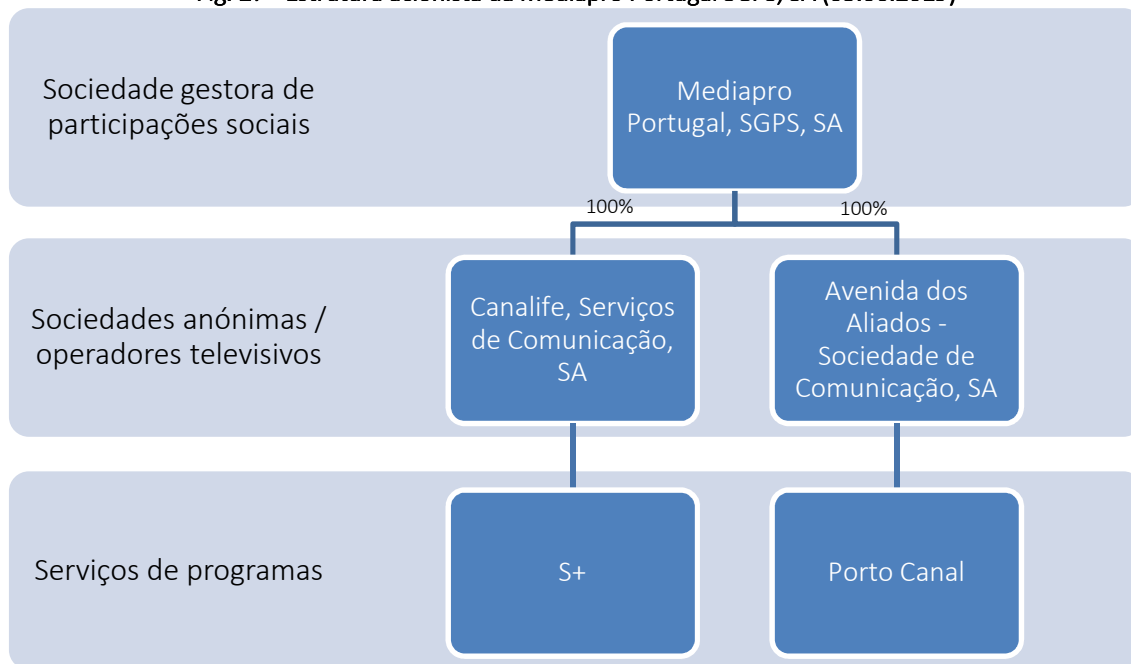 Sociedade gestora de
participações sociais
Mediapro
Portugal, SGPS, SA
100%
100%
Sociedades anónimas /
operadores televisivos
Canalife, Serviços
de Comunicação,
SA
Avenida dos
Aliados -
Sociedade de
Comunicação, SA
Serviços de programas
S+
Porto Canal